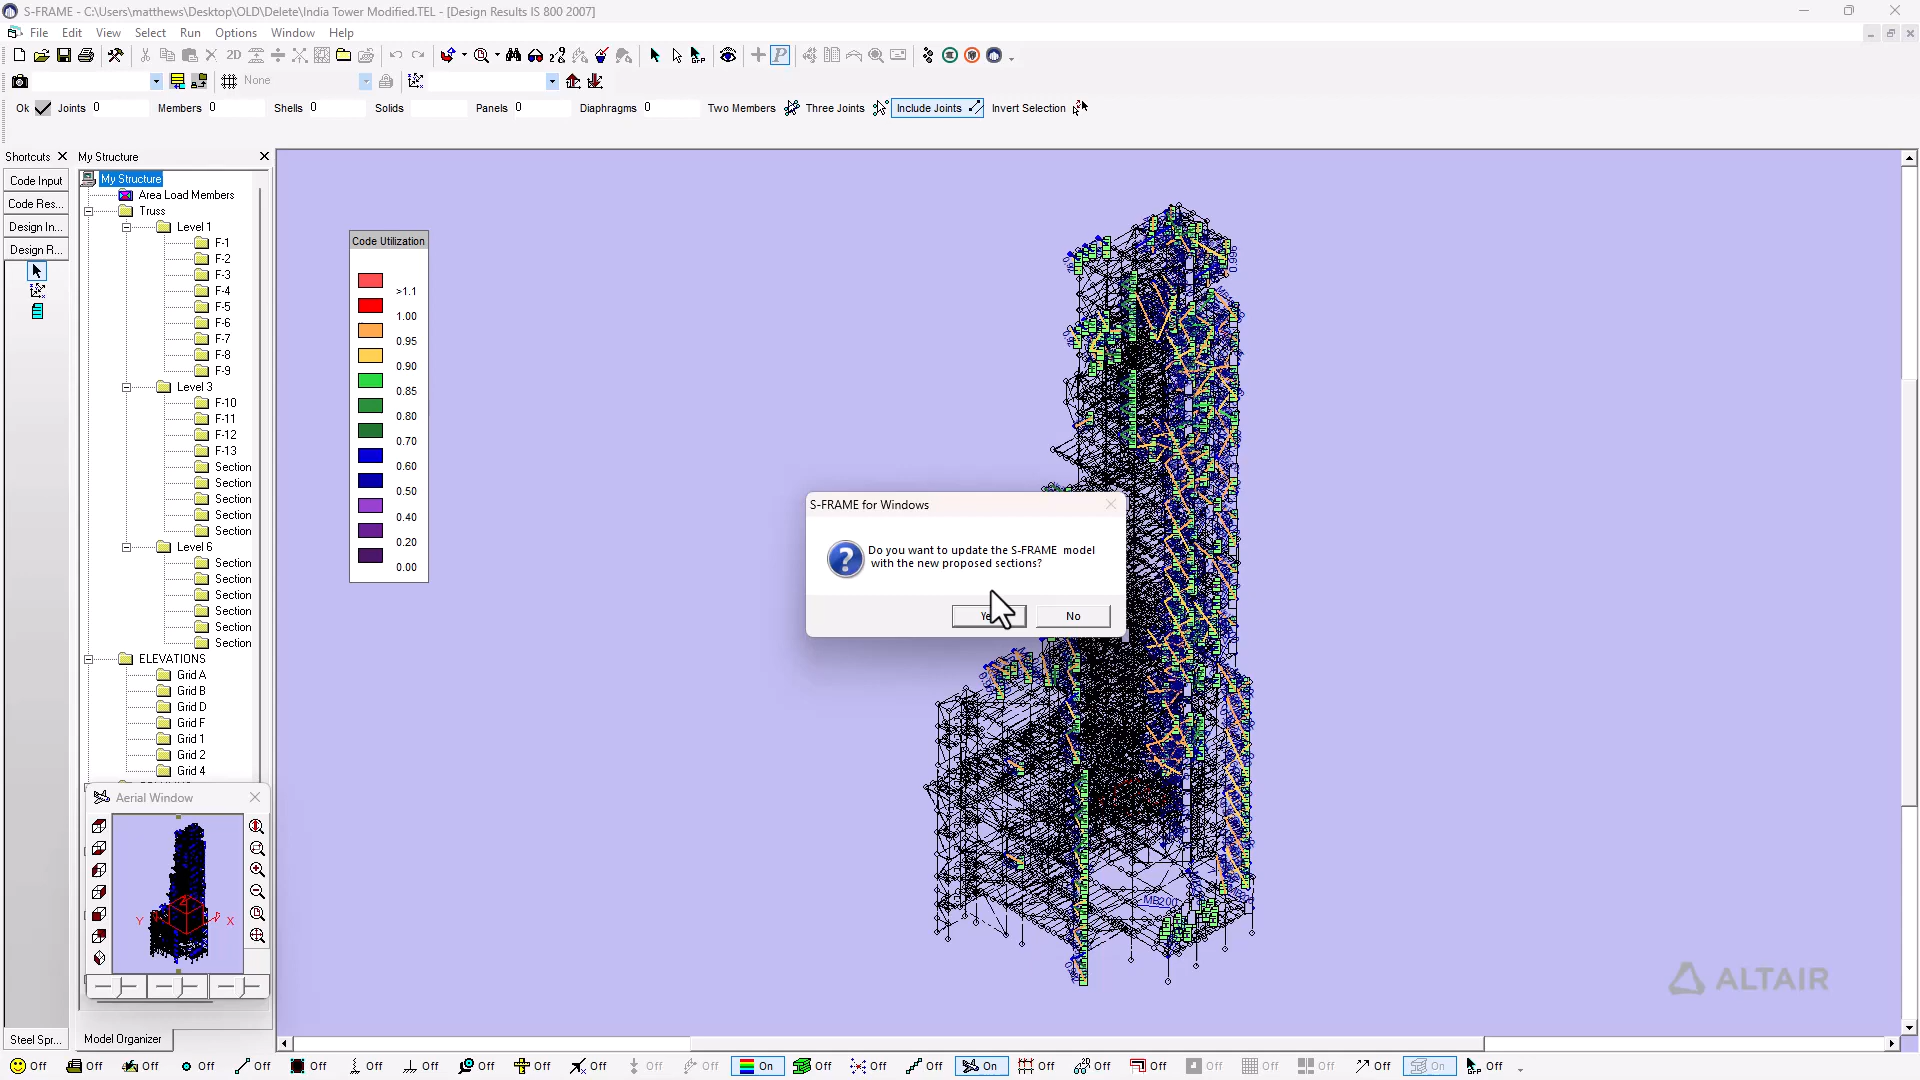 S-FRAME - C:\Users\matthews\Desktop\OLD\Delete\India Tower Modified.TEL - [Design Results IS 800 2007]
File Edit View Select Run Options Window Help
2D
None
Ok Joints 0 Members 0 Shells 0 Solids Panels 0 Diaphragms 0 Two Members Three Joints Include Joints Invert Selection
Shortcuts
Code Input
Code Res...
Design In...
Design R...
My Structure
My Structure
Area Load Members
Truss
Level 1
F-1
F-2
F-3
F-4
F-5
F-6
F-7
F-8
F-9
Level 3
F-10
F-11
F-12
F-13
Section
Section
Section
Section
Section
Level 6
Section
Section
Section
Section
Section
Section
ELEVATIONS
Grid A
Grid B
Grid D
Grid F
Grid 1
Grid 2
Grid 4
Aerial Window
Y Z X
Steel Spr...
Model Organizer
Code Utilization
>1.1
1.00
0.95
0.90
0.85
0.80
0.70
0.60
0.50
0.40
0.20
0.00
S-FRAME for Windows
Do you want to update the S-FRAME model
with the new proposed sections?
No
0.996
MB200
ALTAIR
Off Off Off Off Off Off Off Off Off Off Off Off Off On Off Off Off On Off Off Off Off Off Off Off On Off